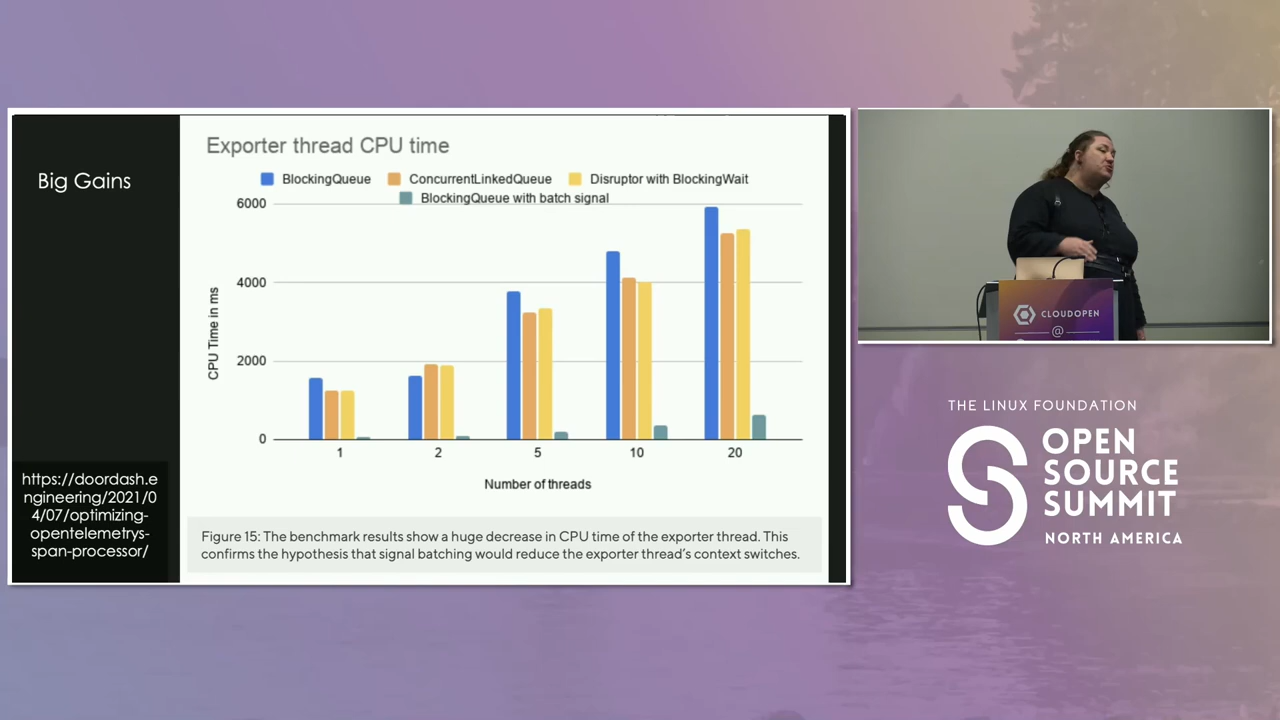 Big Gains
https://doordash.e
ngineering/2021/0
4/07/optimizing-
opentelemetrys-
span-processor/
Exporter thread CPU time
BlockingQueue ConcurrentLinkedQueue Disruptor with BlockingWait
BlockingQueue with batch signal
CPU Time in ms
6000
4000
2000
0
1 2 5 10 20
Number of threads
Figure 15: The benchmark results show a huge decrease in CPU time of the exporter thread. This
confirms the hypothesis that signal batching would reduce the exporter thread's context switches.
CLOUDOPEN
@
THE LINUX FOUNDATION
OPEN
SOURCE
SUMMIT
NORTH AMERICA